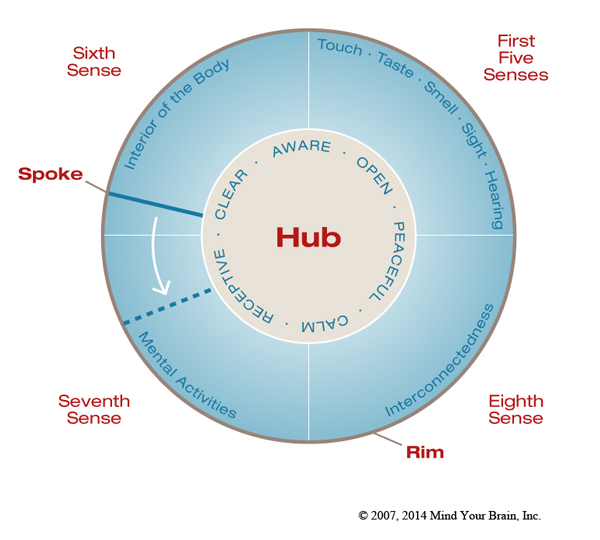 Sixth
Sense
First
Five
Senses
Interior of the Body
Touch · Taste · Smell · Sight · Hearing
Spoke
CLEAR · AWARE · OPEN · PEACEFUL · CALM · RECEPTIVE ·
Hub
Mental Activities
Interconnectedness
Seventh
Sense
Eighth
Sense
Rim
© 2007, 2014 Mind Your Brain, Inc.